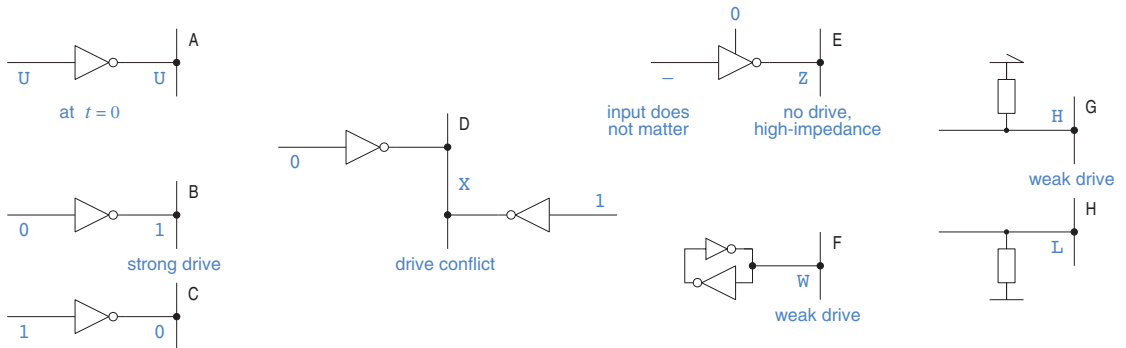 A
U
U
at t = 0
B
0
1
strong drive
C
1
0
D
0
X
1
drive conflict
0
E
–
Z
input does
not matter
no drive,
high-impedance
F
W
weak drive
G
H
weak drive
H
L